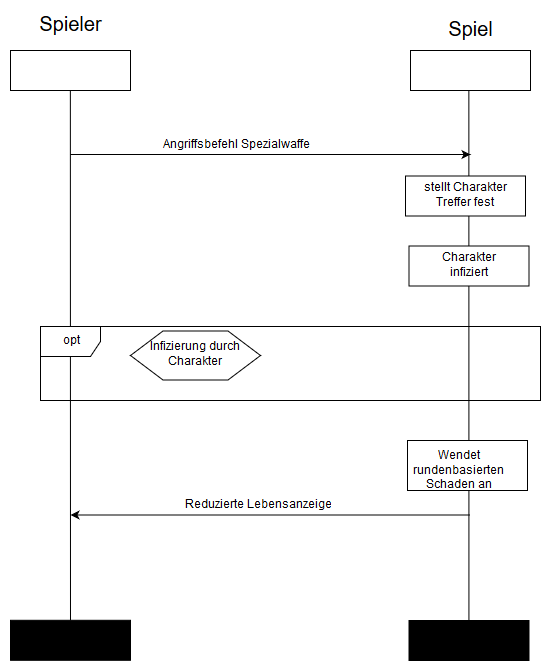 Spieler
Spiel
Angriffsbefehl Spezialwaffe
stellt Charakter
Treffer fest
Charakter
infiziert
opt
Infizierung durch
Charakter
Wendet
rundenbasierten
Schaden an
Reduzierte Lebensanzeige